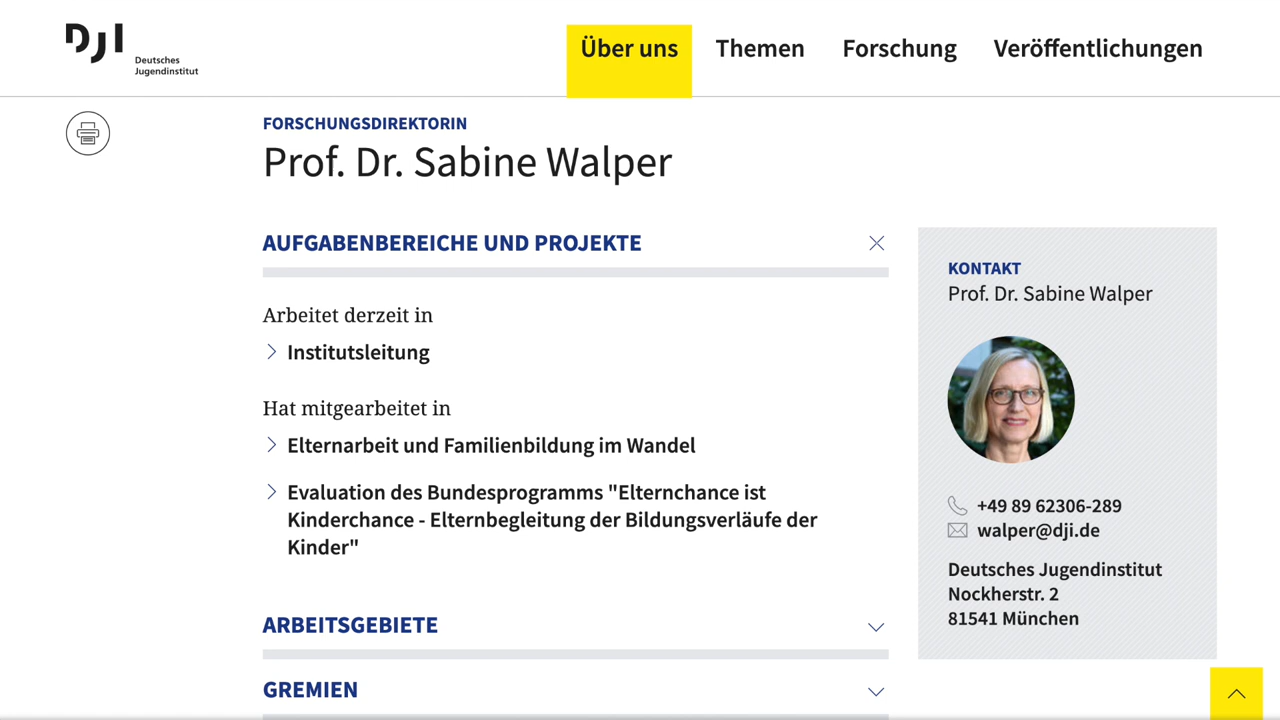 DJI
Deutsches
Jugendinstitut
Über uns
Themen
Forschung
Veröffentlichungen
FORSCHUNGSDIREKTORIN
Prof. Dr. Sabine Walper
AUFGABENBEREICHE UND PROJEKTE
Arbeitet derzeit in
Institutsleitung
Hat mitgearbeitet in
Elternarbeit und Familienbildung im Wandel
Evaluation des Bundesprogramms "Elternchance ist
Kinderchance - Elternbegleitung der Bildungsverläufe der
Kinder"
ARBEITSGEBIETE
GREMIEN
KONTAKT
Prof. Dr. Sabine Walper
+49 89 62306-289
walper@dji.de
Deutsches Jugendinstitut
Nockherstr. 2
81541 München